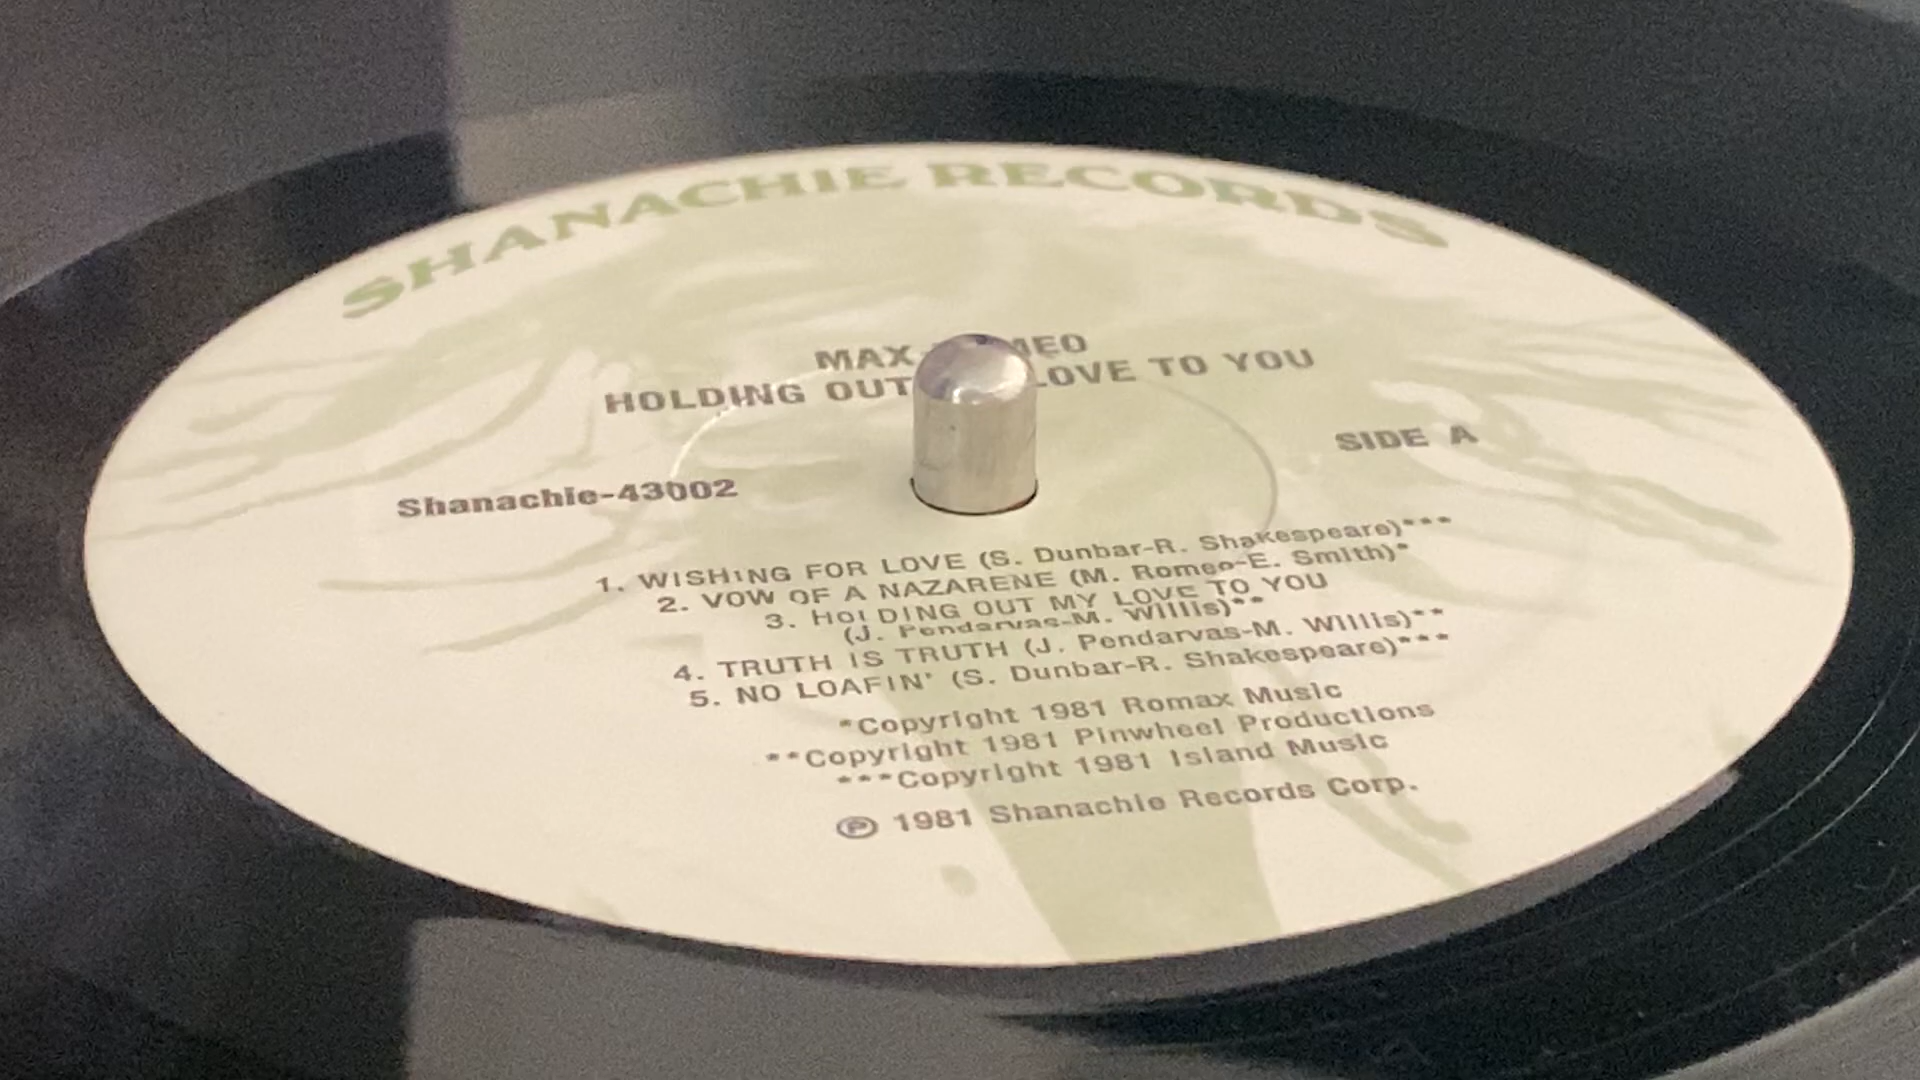 SHANACHIE RECORDS
MAX
HOLDING OUT LOVE TO YOU
SIDE A
Shanachie-43002
1. WISHING FOR LOVE (S. Dunbar-R. Shakespeare)***
2. VOW OF A NAZARENE (M. Romeo-E. Smith)*
3. HOLDING OUT MY LOVE TO YOU
(J. Pendarvas-M. Willis)**
4. TRUTH IS TRUTH (J. Pendarvas-M. Willis)**
5. NO LOAFIN' (S. Dunbar-R. Shakespeare)***
*Copyright 1981 Romax Music
**Copyright 1981 Pinwheel Productions
***Copyright 1981 Island Music
Ⓟ 1981 Shanachie Records Corp.